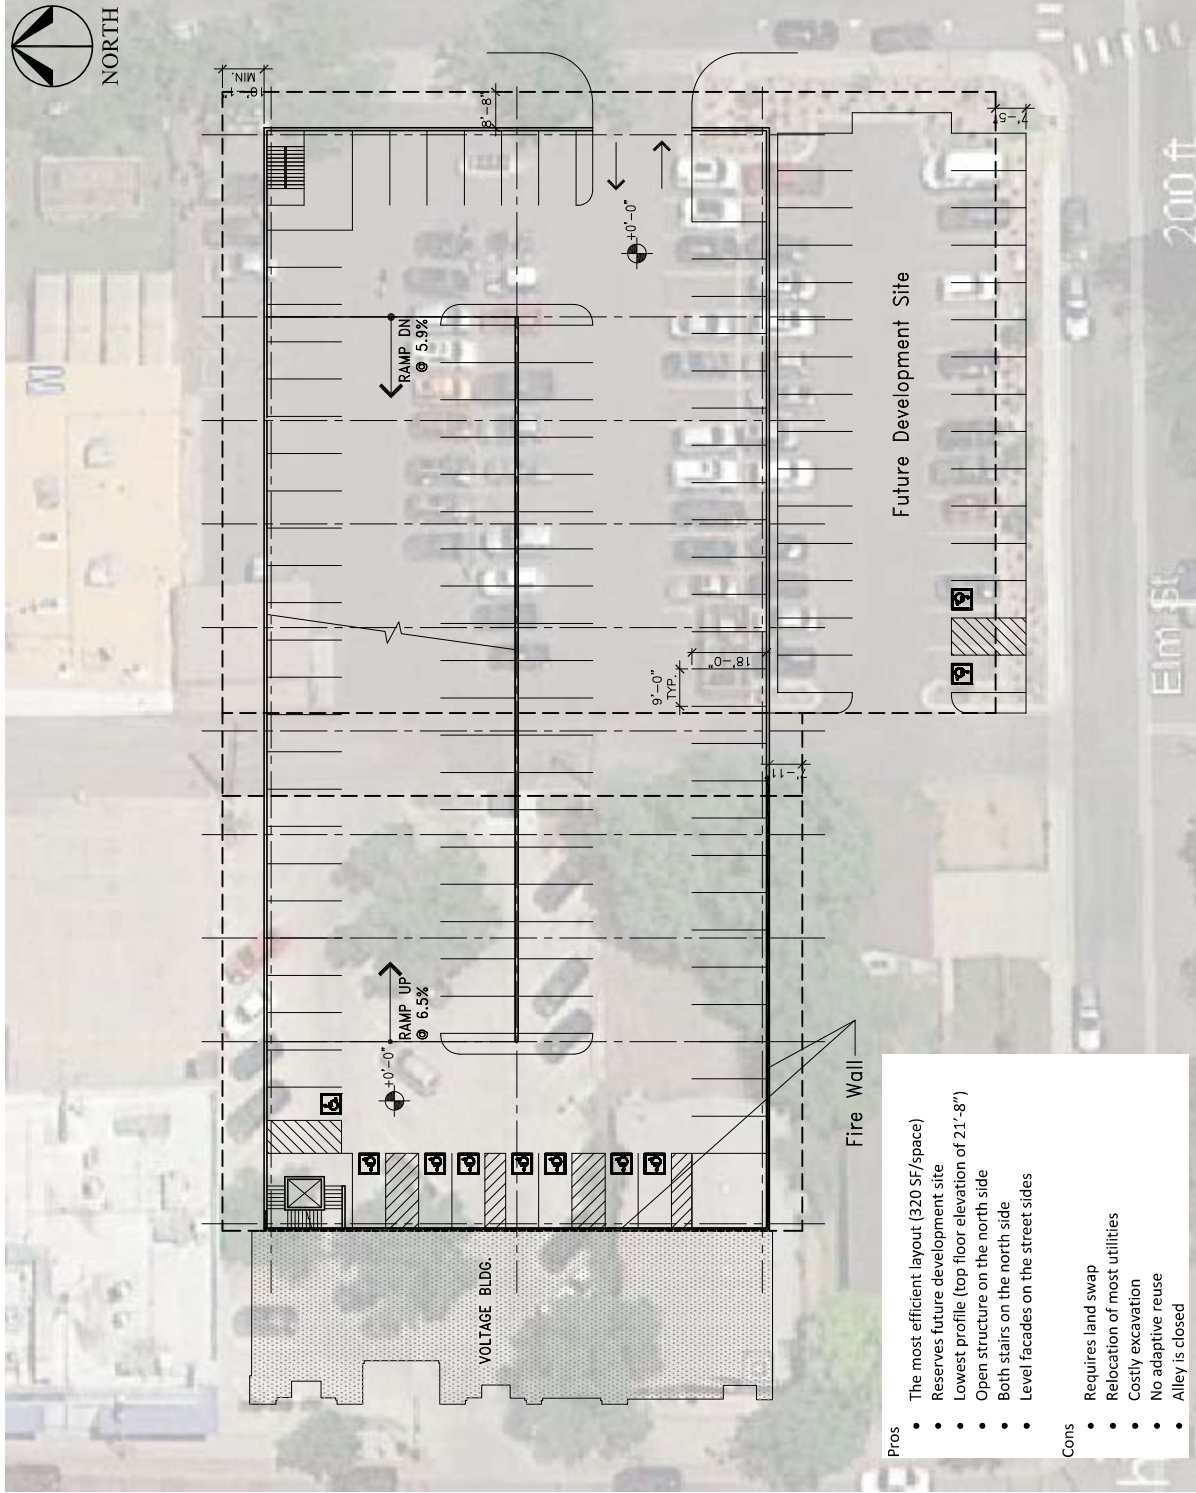 NORTH
8'-1"
MIN.
8'-8"
7'-5"
+0'-0"
RAMP DN
@ 5.9%
Future Development Site
200 ft
18'-0"
9'-0"
TYP.
7'-11"
Elm St
RAMP UP
@ 6.5%
+0'-0"
Fire Wall
VOLTAGE BLDG.
Pros
• The most efficient layout (320 SF/space)
• Reserves future development site
• Lowest profile (top floor elevation of 21'-8")
• Open structure on the north side
• Both stairs on the north side
• Level facades on the street sides
Cons
• Requires land swap
• Relocation of most utilities
• Costly excavation
• No adaptive reuse
• Alley is closed